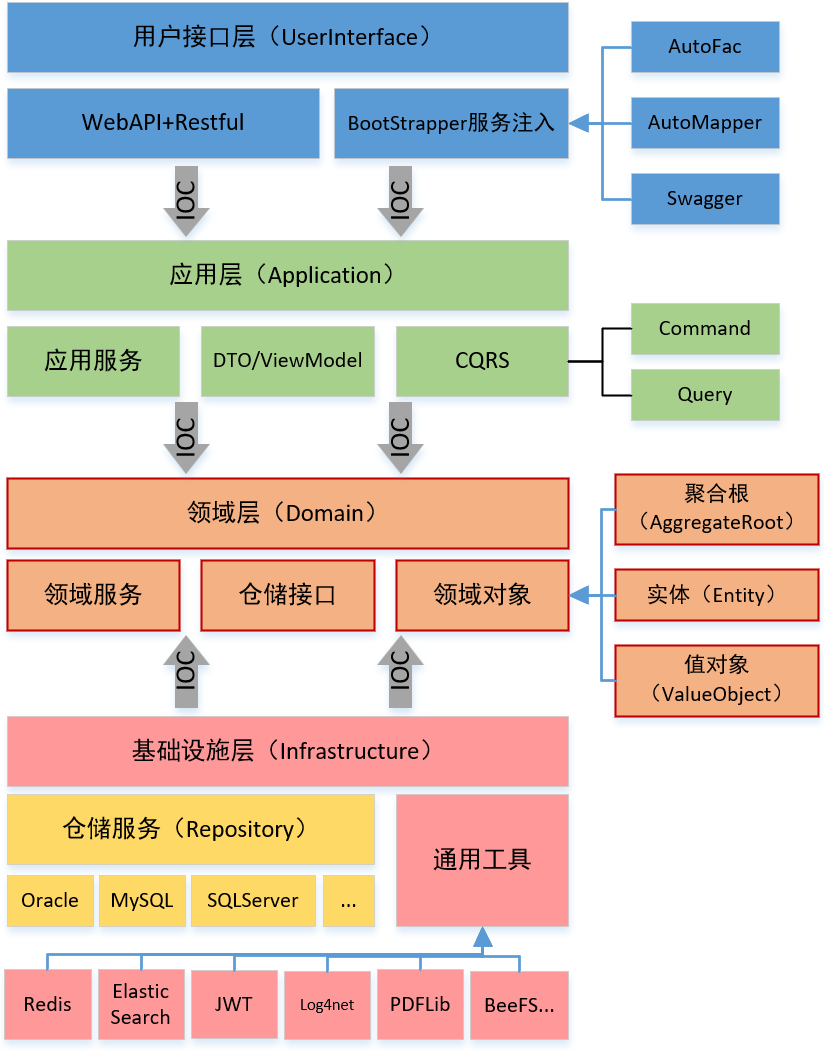 用户接口层（UserInterface）
WebAPI+Restful
BootStrapper服务注入
AutoFac
AutoMapper
Swagger
IOC
IOC
应用层（Application）
应用服务
DTO/ViewModel
CQRS
Command
Query
IOC
IOC
领域层（Domain）
领域服务
仓储接口
领域对象
聚合根
（AggregateRoot）
实体（Entity）
值对象
（ValueObject）
IOC
IOC
基础设施层（Infrastructure）
仓储服务（Repository）
通用工具
Oracle
MySQL
SQLServer
...
Redis
Elastic
Search
JWT
Log4net
PDFLib
BeeFS...